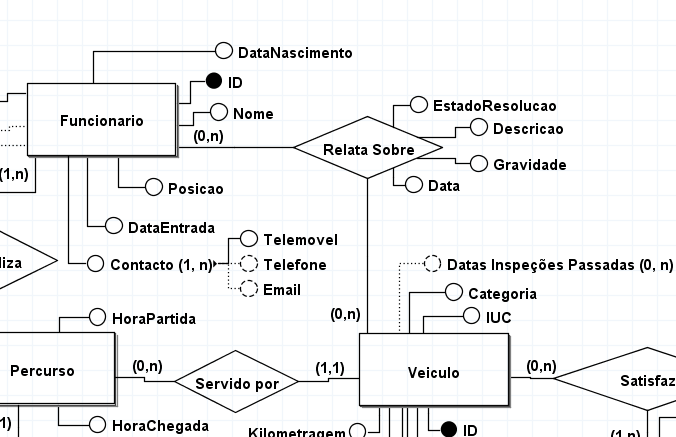 DataNascimento
ID
Nome
Funcionario
(0,n)
Relata Sobre
EstadoResolucao
Descricao
Gravidade
Data
(1,n)
Posicao
DataEntrada
Contacto (1, n)
Telemovel
Telefone
Email
liza
Datas Inspeções Passadas (0, n)
Categoria
IUC
(0,n)
HoraPartida
Percurso
(0,n)
Servido por
(1,1)
Veiculo
(0,n)
Satisfaz
1)
HoraChegada
Kilometragem
ID
(1,n)